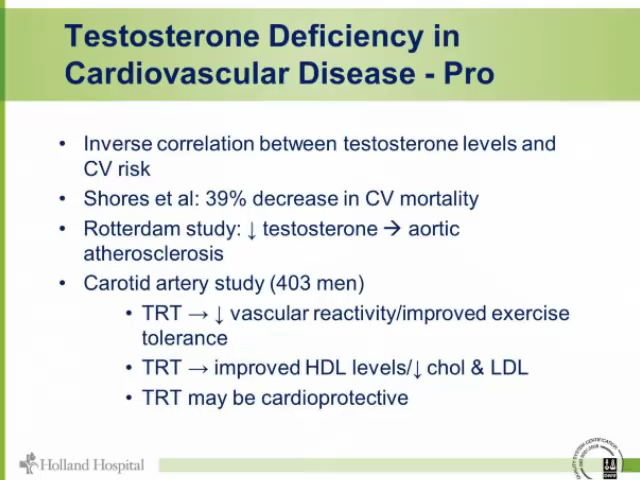 Testosterone Deficiency in
Cardiovascular Disease - Pro
• Inverse correlation between testosterone levels and
CV risk
• Shores et al: 39% decrease in CV mortality
• Rotterdam study: ↓ testosterone → aortic
atherosclerosis
• Carotid artery study (403 men)
• TRT → ↓ vascular reactivity/improved exercise
tolerance
• TRT → improved HDL levels/↓ chol & LDL
• TRT may be cardioprotective
Holland Hospital